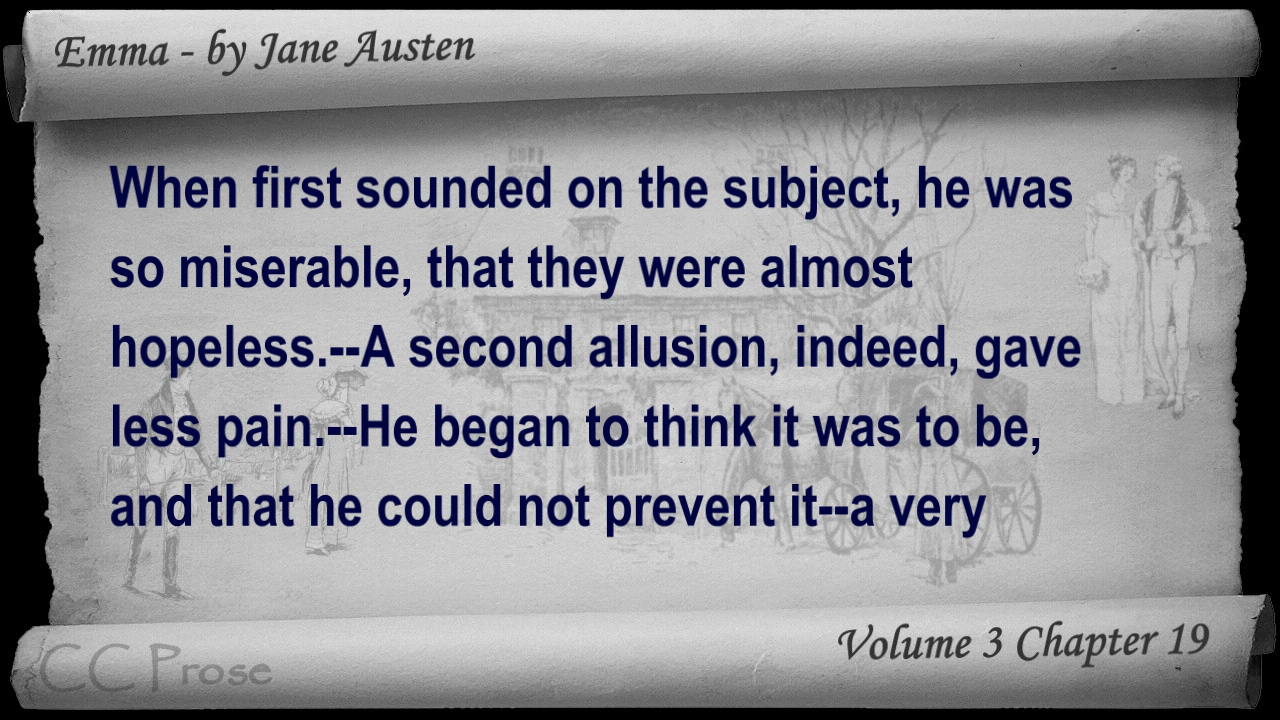 Emma - by Jane Austen
When first sounded on the subject, he was
so miserable, that they were almost
hopeless.--A second allusion, indeed, gave
less pain.--He began to think it was to be,
and that he could not prevent it--a very
Volume 3 Chapter 19
CC Prose